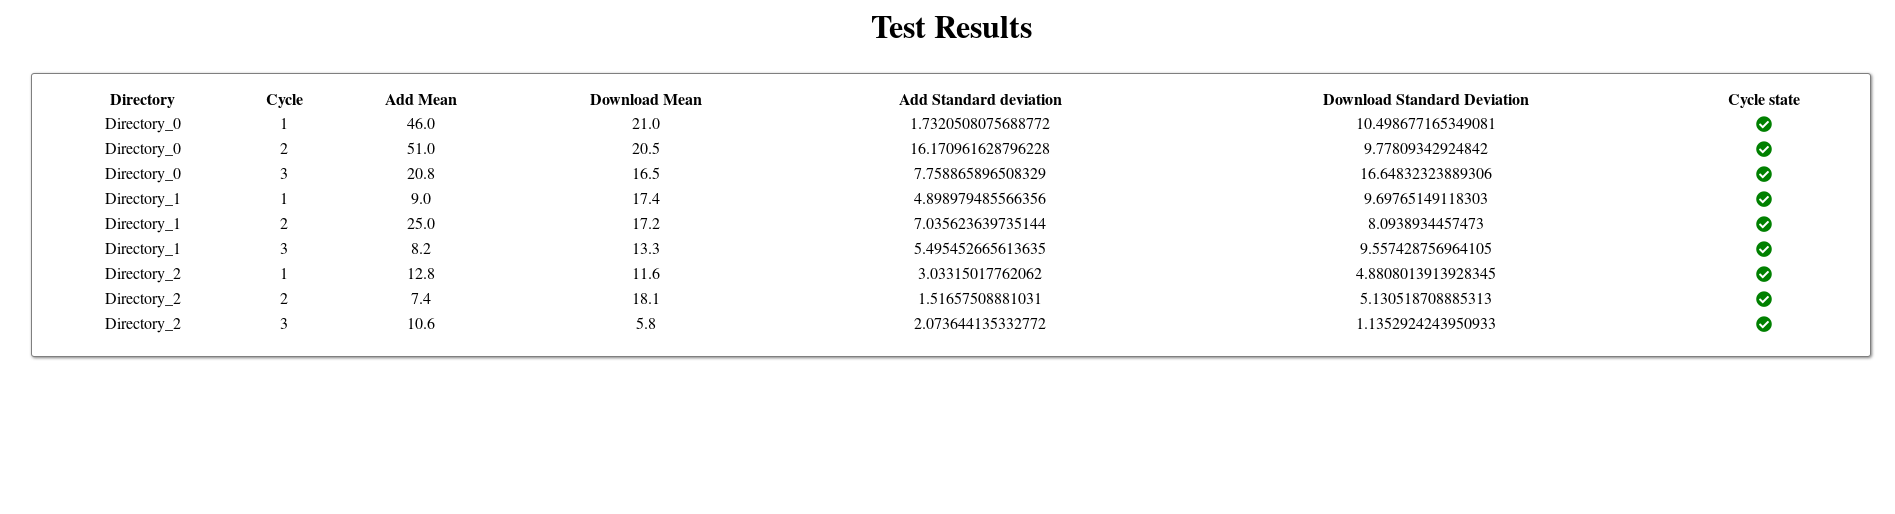 Test Results
Directory Cycle Add Mean Download Mean Add Standard deviation Download Standard Deviation Cycle state
Directory_0 1 46.0 21.0 1.7320508075688772 10.498677165349081
Directory_0 2 51.0 20.5 16.170961628796228 9.77809342924842
Directory_0 3 20.8 16.5 7.758865896508329 16.64832323889306
Directory_1 1 9.0 17.4 4.898979485566356 9.69765149118303
Directory_1 2 25.0 17.2 7.035623639735144 8.0938934457473
Directory_1 3 8.2 13.3 5.495452665613635 9.557428756964105
Directory_2 1 12.8 11.6 3.03315017762062 4.8808013913928345
Directory_2 2 7.4 18.1 1.51657508881031 5.130518708885313
Directory_2 3 10.6 5.8 2.073644135332772 1.1352924243950933